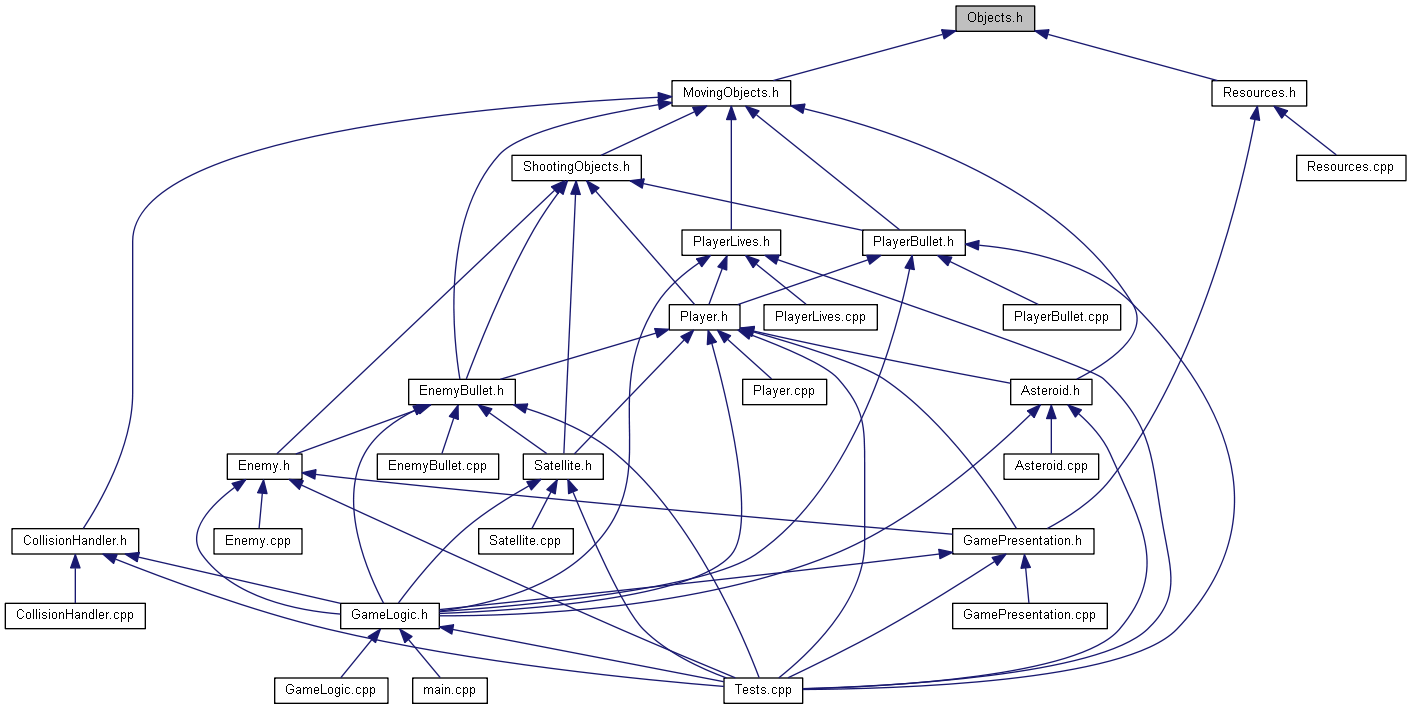 Objects.h
MovingObjects.h
Resources.h
ShootingObjects.h
Resources.cpp
PlayerLives.h
PlayerBullet.h
Player.h
PlayerLives.cpp
PlayerBullet.cpp
EnemyBullet.h
Player.cpp
Asteroid.h
Enemy.h
EnemyBullet.cpp
Satellite.h
Asteroid.cpp
CollisionHandler.h
Enemy.cpp
Satellite.cpp
GamePresentation.h
CollisionHandler.cpp
GameLogic.h
GamePresentation.cpp
GameLogic.cpp
main.cpp
Tests.cpp